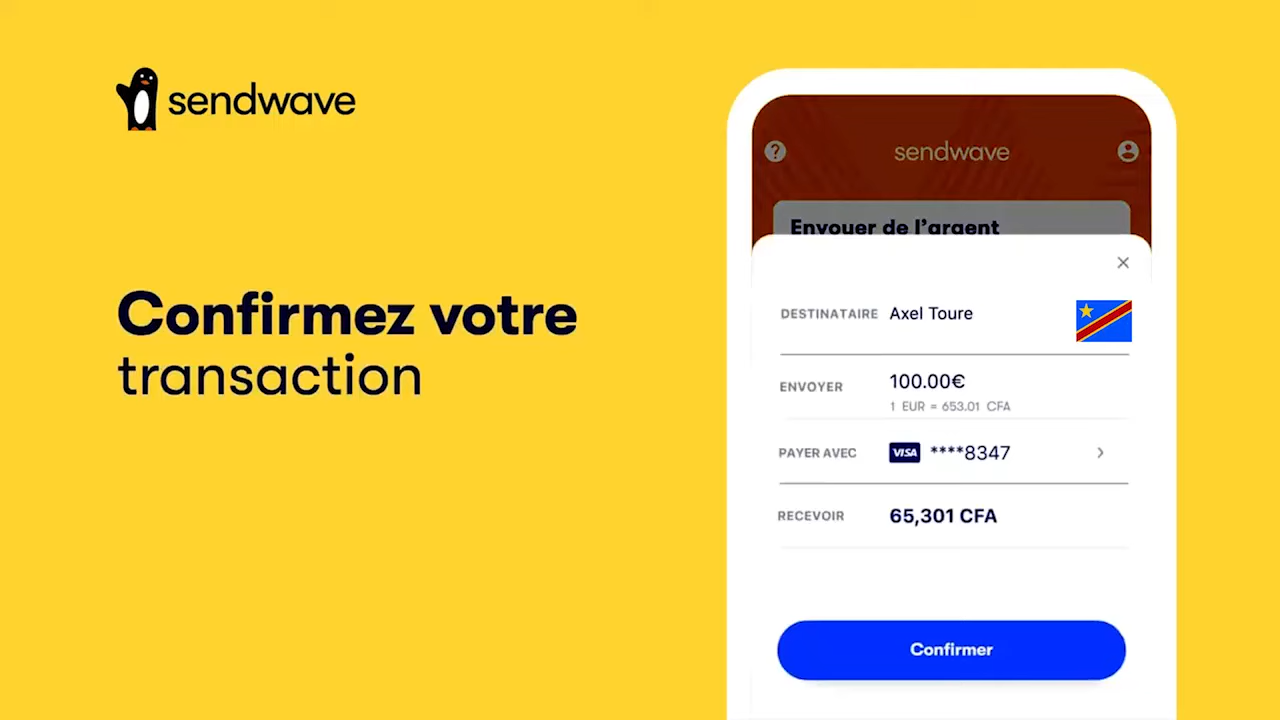 sendwave
Confirmez votre
transaction
?
sendwave
Envoyer de l'argent
DESTINATAIRE Axel Toure
ENVOYER 100.00€
1 EUR = 653.01 CFA
PAYER AVEC VISA ****8347
RECEVOIR 65,301 CFA
Confirmer